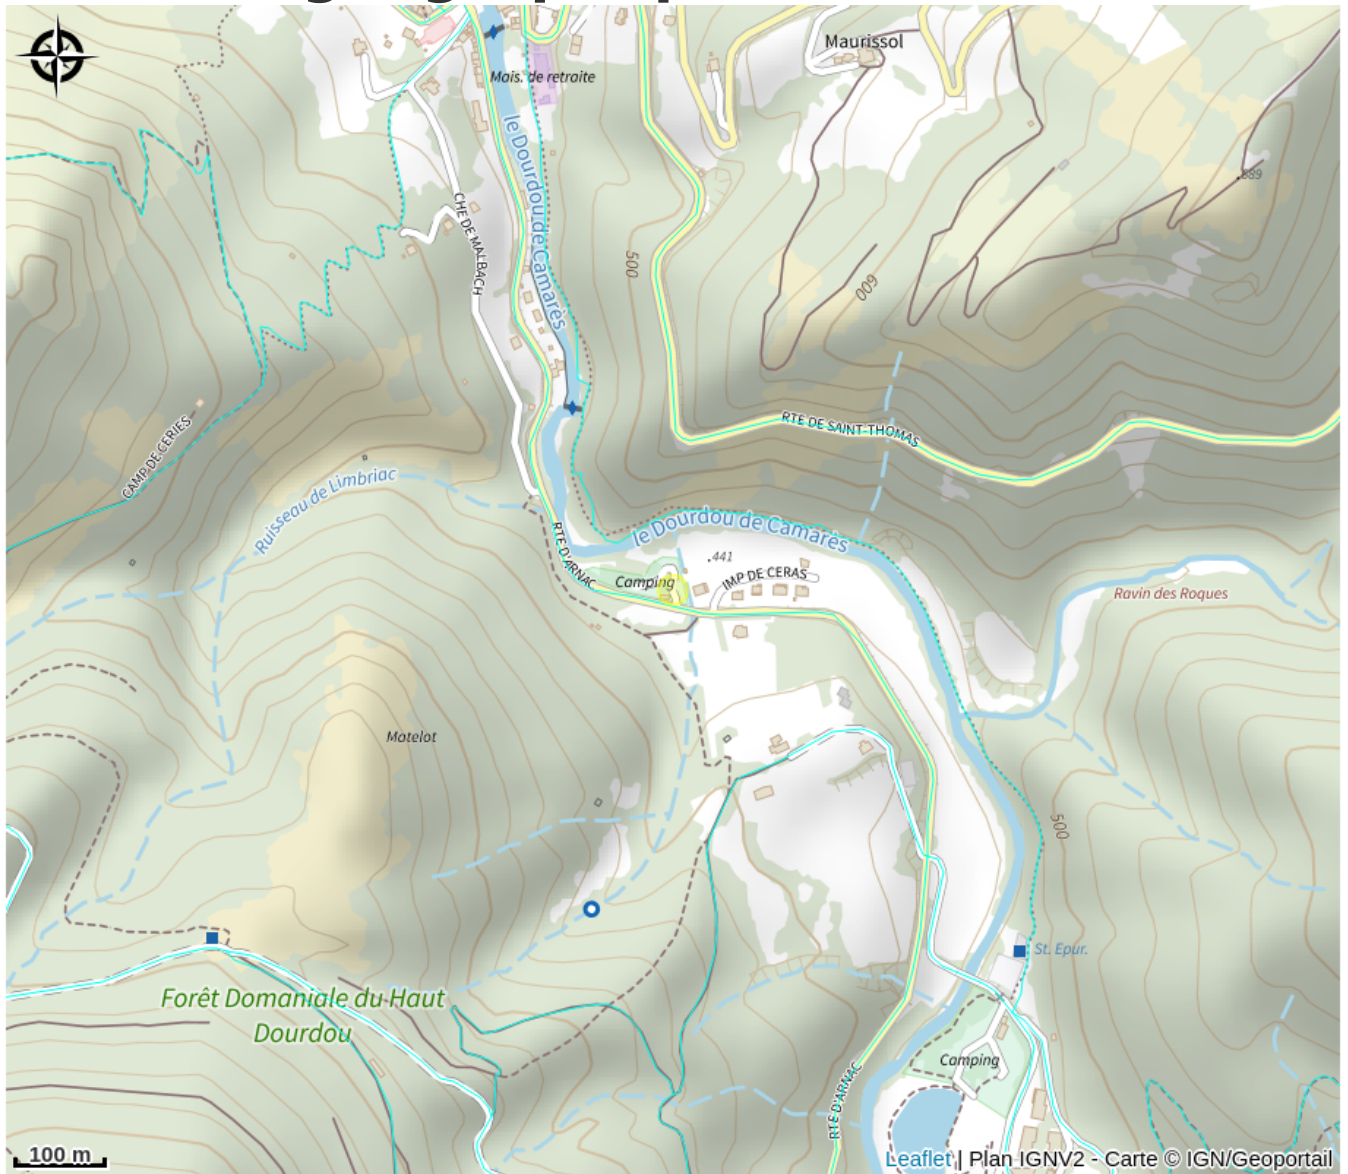 Maurissol
Mais. de retraite
le Dourdou de Camarès
889
CHE DE MALBACH
500
600
CAMP DE CERIES
RTE DE SAINT-THOMAS
Ruisseau de Limbriac
le Dourdou de Camarès
RTE D'ARNAC
.441
Camping
IMP DE CERAS
Ravin des Roques
Matelot
500
St. Epur.
Forêt Domaniale du Haut
Dourdou
Camping
RTE D'ARNAC
100 m
Leaflet | Plan IGNV2 - Carte © IGN/Geoportail